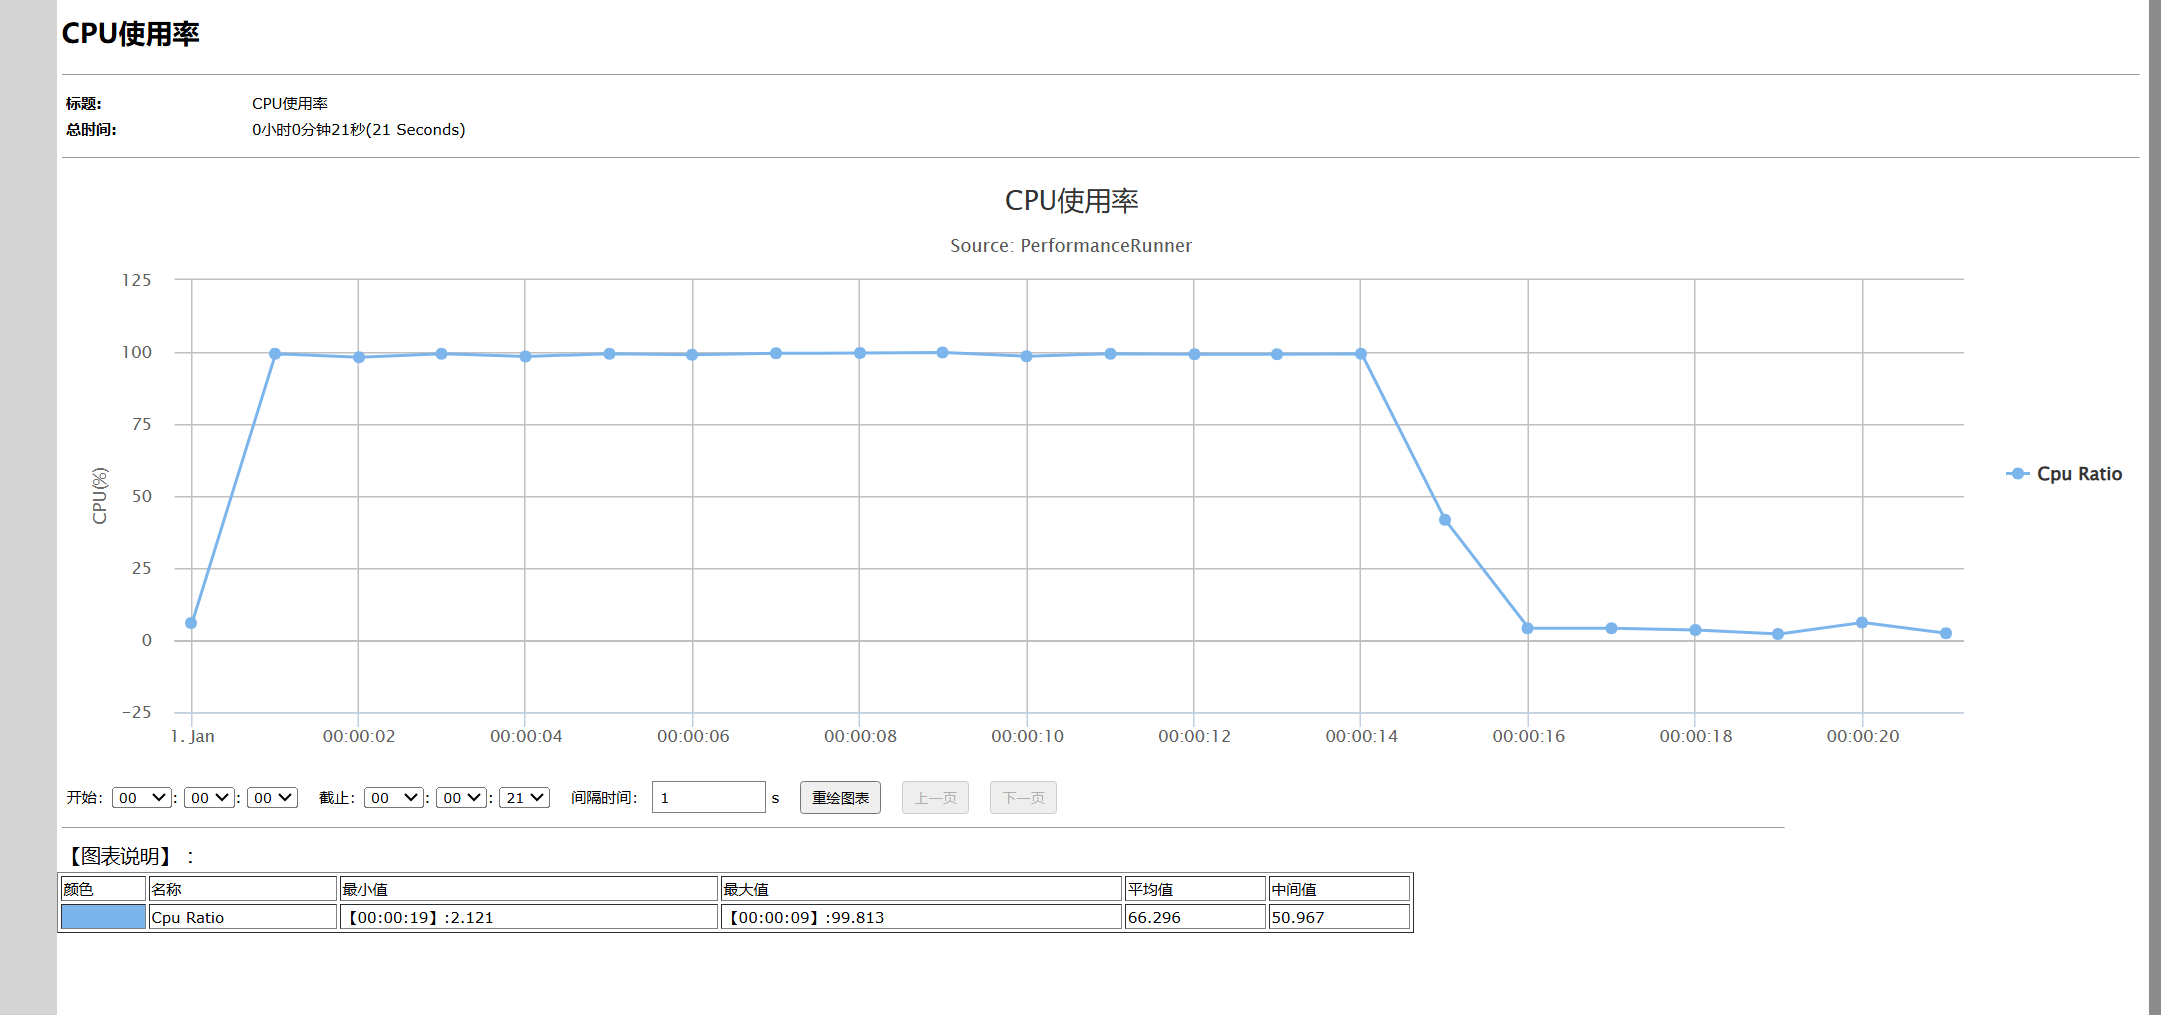 CPU使用率
标题: CPU使用率
总时间: 0小时0分钟21秒(21 Seconds)
CPU使用率
Source: PerformanceRunner
125
100
75
50
25
0
-25
CPU(%)
Cpu Ratio
1. Jan 00:00:02 00:00:04 00:00:06 00:00:08 00:00:10 00:00:12 00:00:14 00:00:16 00:00:18 00:00:20
开始: 00 : 00 : 00 截止: 00 : 00 : 21 间隔时间: 1 s 重绘图表 上一页 下一页
【图表说明】：
颜色 名称 最小值 最大值 平均值 中间值
Cpu Ratio 【00:00:19】:2.121 【00:00:09】:99.813 66.296 50.967